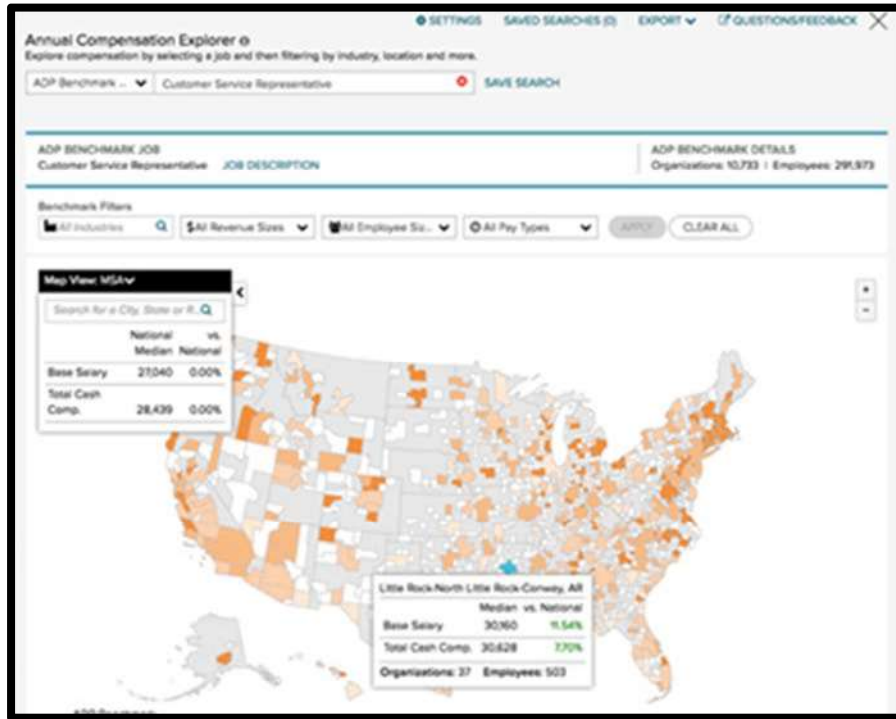 SETTINGS SAVED SEARCHES (0) EXPORT QUESTIONS/FEEDBACK
Annual Compensation Explorer
Explore compensation by selecting a job and then filtering by industry, location and more.
ADP Benchmark ... Customer Service Representative SAVE SEARCH
ADP BENCHMARK JOB
Customer Service Representative JOB DESCRIPTION
ADP BENCHMARK DETAILS
Organizations: 10,733 | Employees: 291,973
Benchmark Filters
All Industries $All Revenue Sizes All Employee Siz... All Pay Types APPLY CLEAR ALL
Map View: MSA
Search for a City, State or R...
National vs.
Median National
Base Salary 27,040 0.00%
Total Cash
Comp. 28,439 0.00%
+
−
Little Rock-North Little Rock-Conway, AR
Median vs. National
Base Salary 30,160 11.54%
Total Cash Comp. 30,628 7.70%
Organizations: 37 Employees: 503